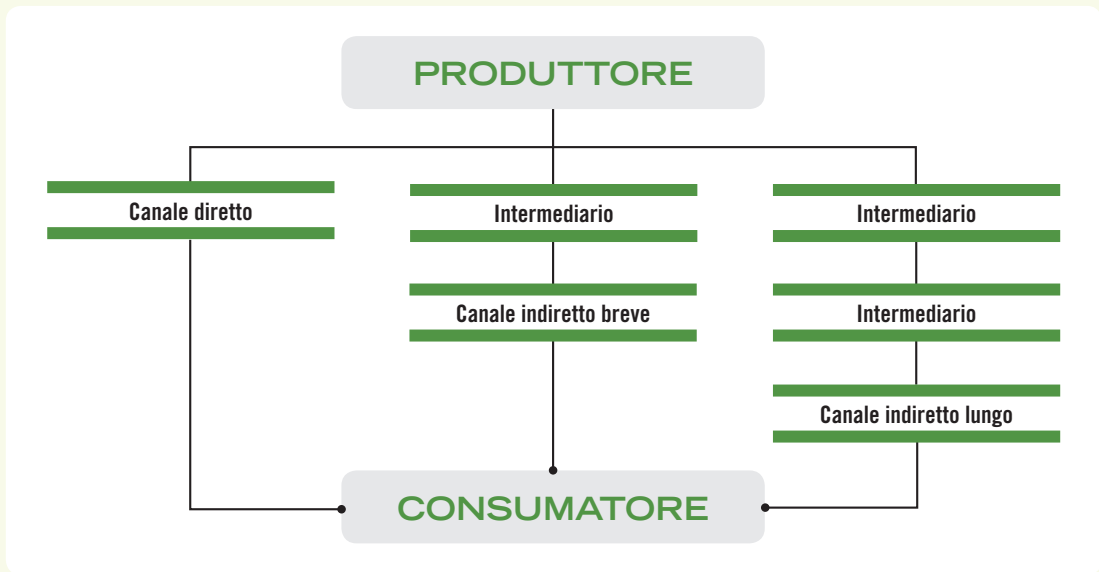 PRODUTTORE
Canale diretto
Intermediario
Intermediario
Canale indiretto breve
Intermediario
Canale indiretto lungo
CONSUMATORE